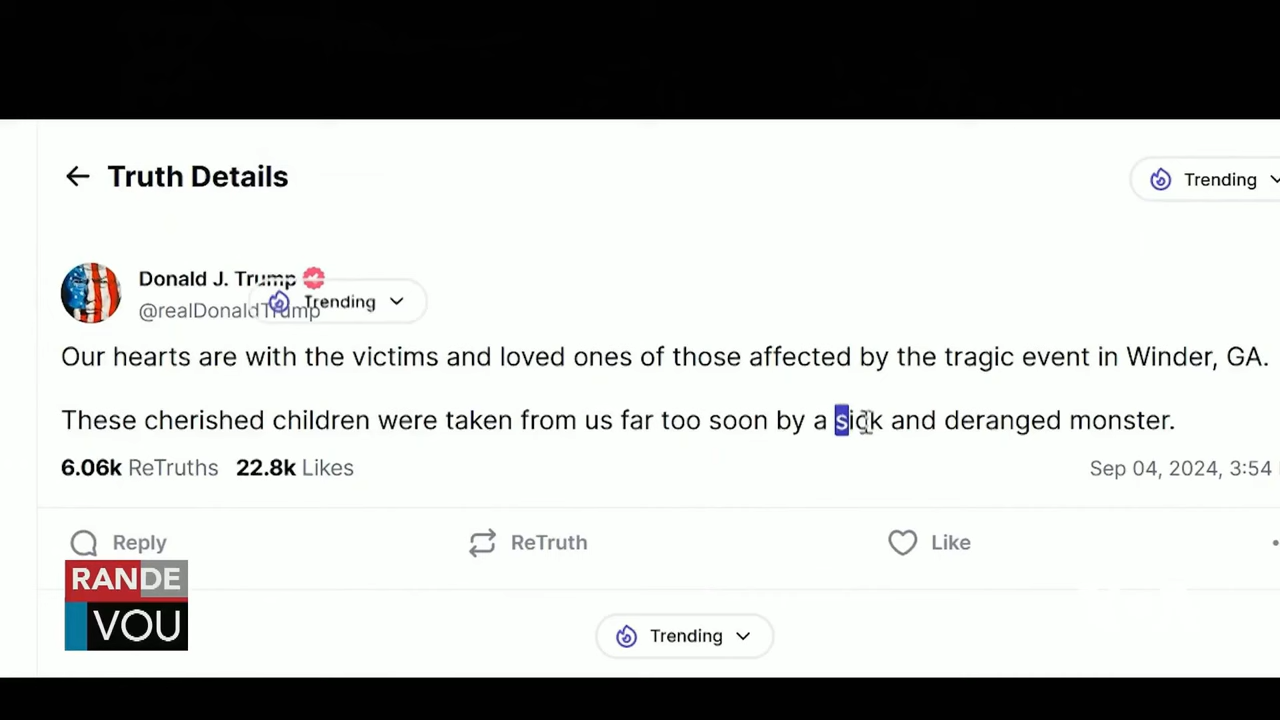 Truth Details
Trending
Donald J. Trump
@realDonaldTrump
Trending
Our hearts are with the victims and loved ones of those affected by the tragic event in Winder, GA.
These cherished children were taken from us far too soon by a sick and deranged monster.
6.06k ReTruths 22.8k Likes
Sep 04, 2024, 3:54
Reply
ReTruth
Like
RANDE
VOU
Trending